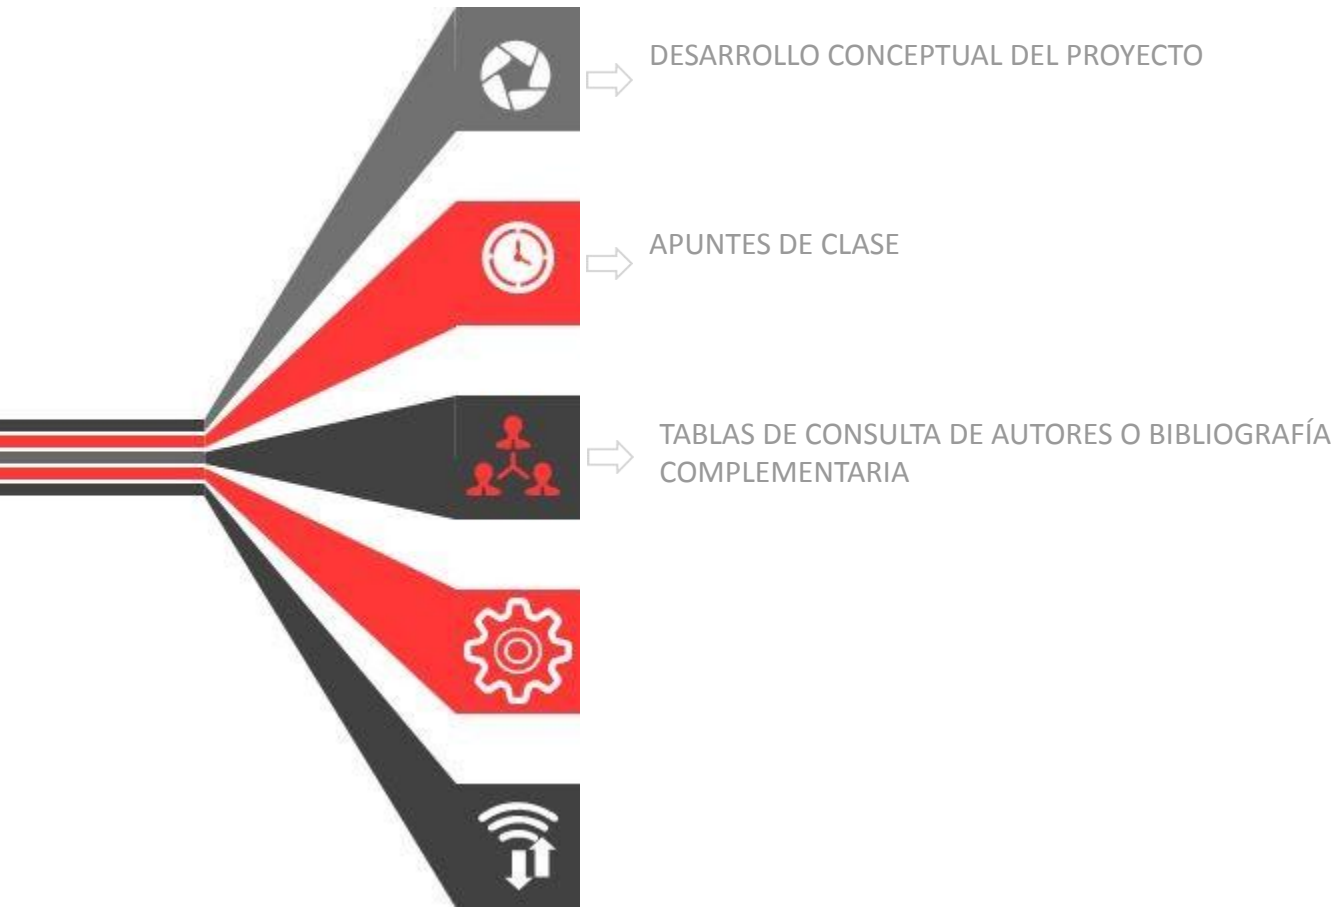 DESARROLLO CONCEPTUAL DEL PROYECTO
APUNTES DE CLASE
TABLAS DE CONSULTA DE AUTORES O BIBLIOGRAFÍA
COMPLEMENTARIA